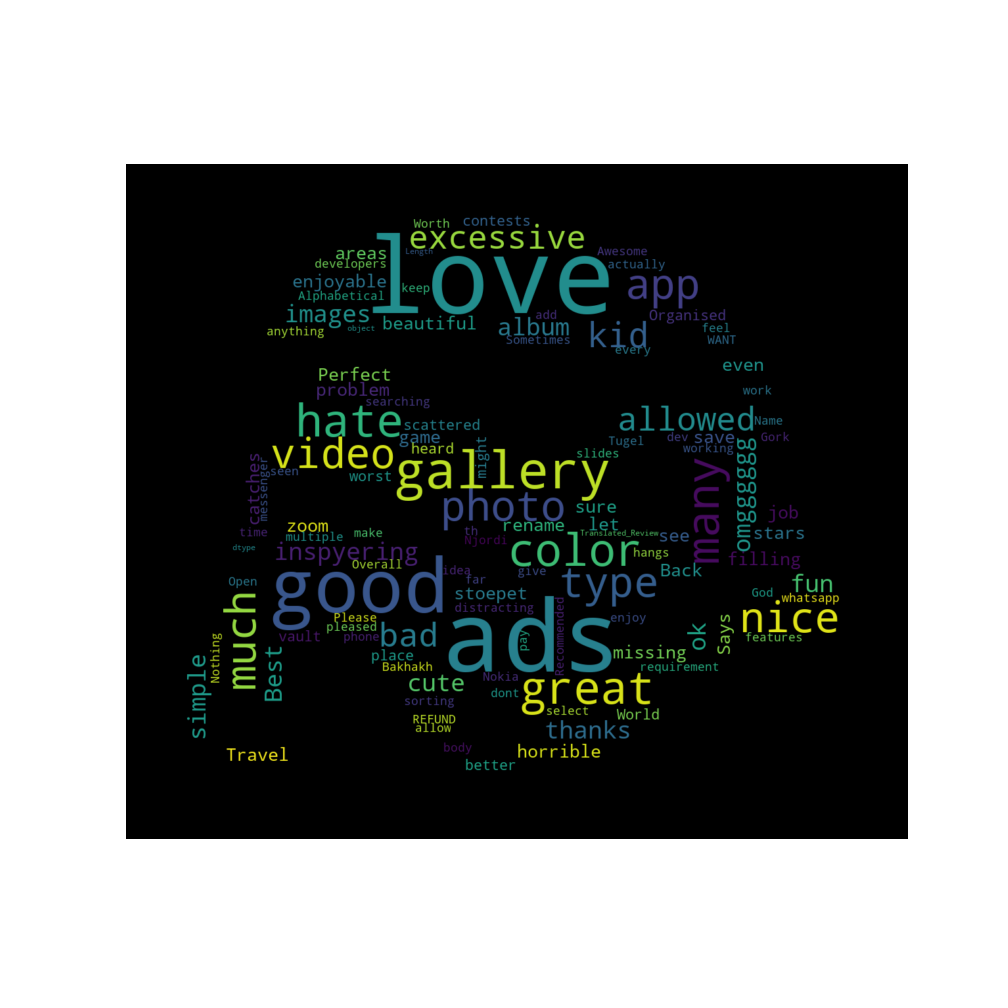 Worth
contests
excessive
love
Length
Awesome
areas
developers
actually
enjoyable
keep
app
Alphabetical
images
beautiful
album
add
Organised
anything
object
Sometimes
kid
feel
WANT
every
Perfect
even
problem
searching
work
hate
scattered
allowed
Name
game
heard
might
Tugel
dev
save
Gork
working
video
slides
catches
messenger
seen
worst
gallery
many
omggggggg
photo
sure
zoom
rename
let
job
time
multiple
make
th
Njordi
Translated_Review
see
stars
dtype
inspyering
color
hangs
filling
Overall
idea
give
Back
Open
good
far
type
fun
stoepet
God
whatsapp
much
distracting
Recommended
enjoy
nice
Please
pleased
vault
phone
bad
ads
pay
ok
Says
features
Nothing
Best
place
missing
Bakhakh
requirement
simple
cute
Nokia
great
dont
sorting
select
World
REFUND
allow
thanks
Travel
body
horrible
better